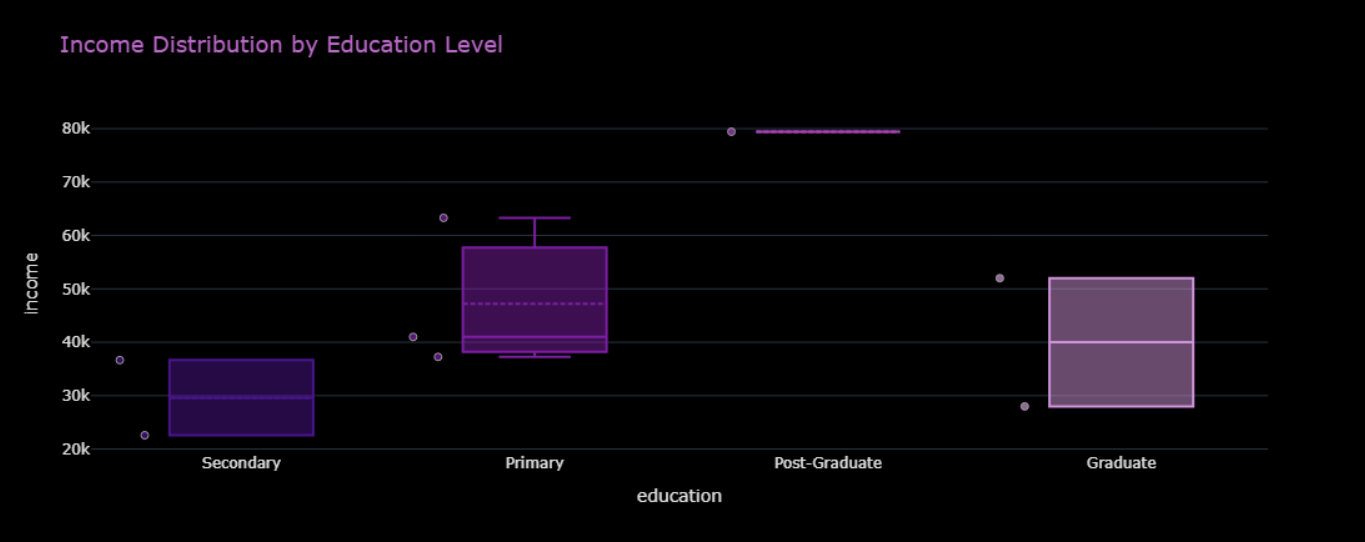 Income Distribution by Education Level
80k
70k
60k
50k
40k
30k
20k
income
Secondary Primary Post-Graduate Graduate
education